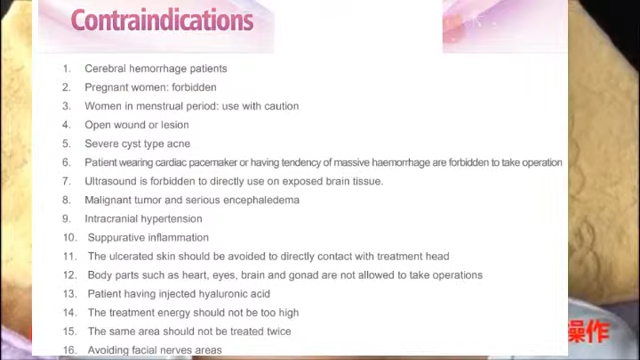 Contraindications
1. Cerebral hemorrhage patients
2. Pregnant women: forbidden
3. Women in menstrual period: use with caution
4. Open wound or lesion
5. Severe cyst type acne
6. Patient wearing cardiac pacemaker or having tendency of massive haemorrhage are forbidden to take operation
7. Ultrasound is forbidden to directly use on exposed brain tissue.
8. Malignant tumor and serious encephaledema
9. Intracranial hypertension
10. Suppurative inflammation
11. The ulcerated skin should be avoided to directly contact with treatment head
12. Body parts such as heart, eyes, brain and gonad are not allowed to take operations
13. Patient having injected hyaluronic acid
14. The treatment energy should not be too high
15. The same area should not be treated twice
16. Avoiding facial nerves areas
操作